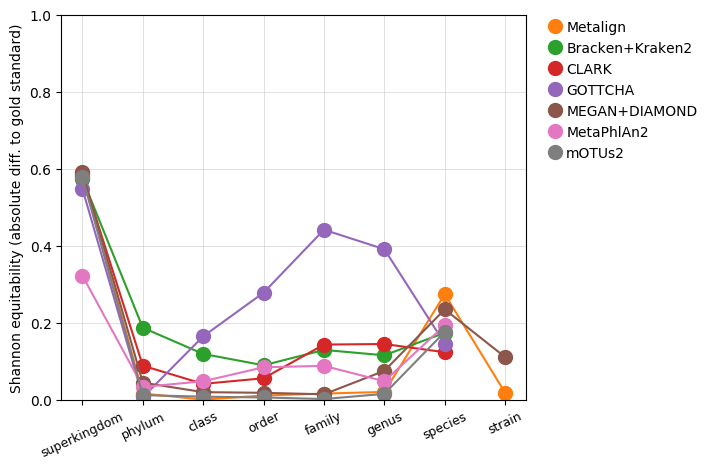 Shannon equitability (absolute diff. to gold standard)
1.0
0.8
0.6
0.4
0.2
0.0
superkingdom
phylum
class
order
family
genus
species
strain
Metalign
Bracken+Kraken2
CLARK
GOTTCHA
MEGAN+DIAMOND
MetaPhlAn2
mOTUs2